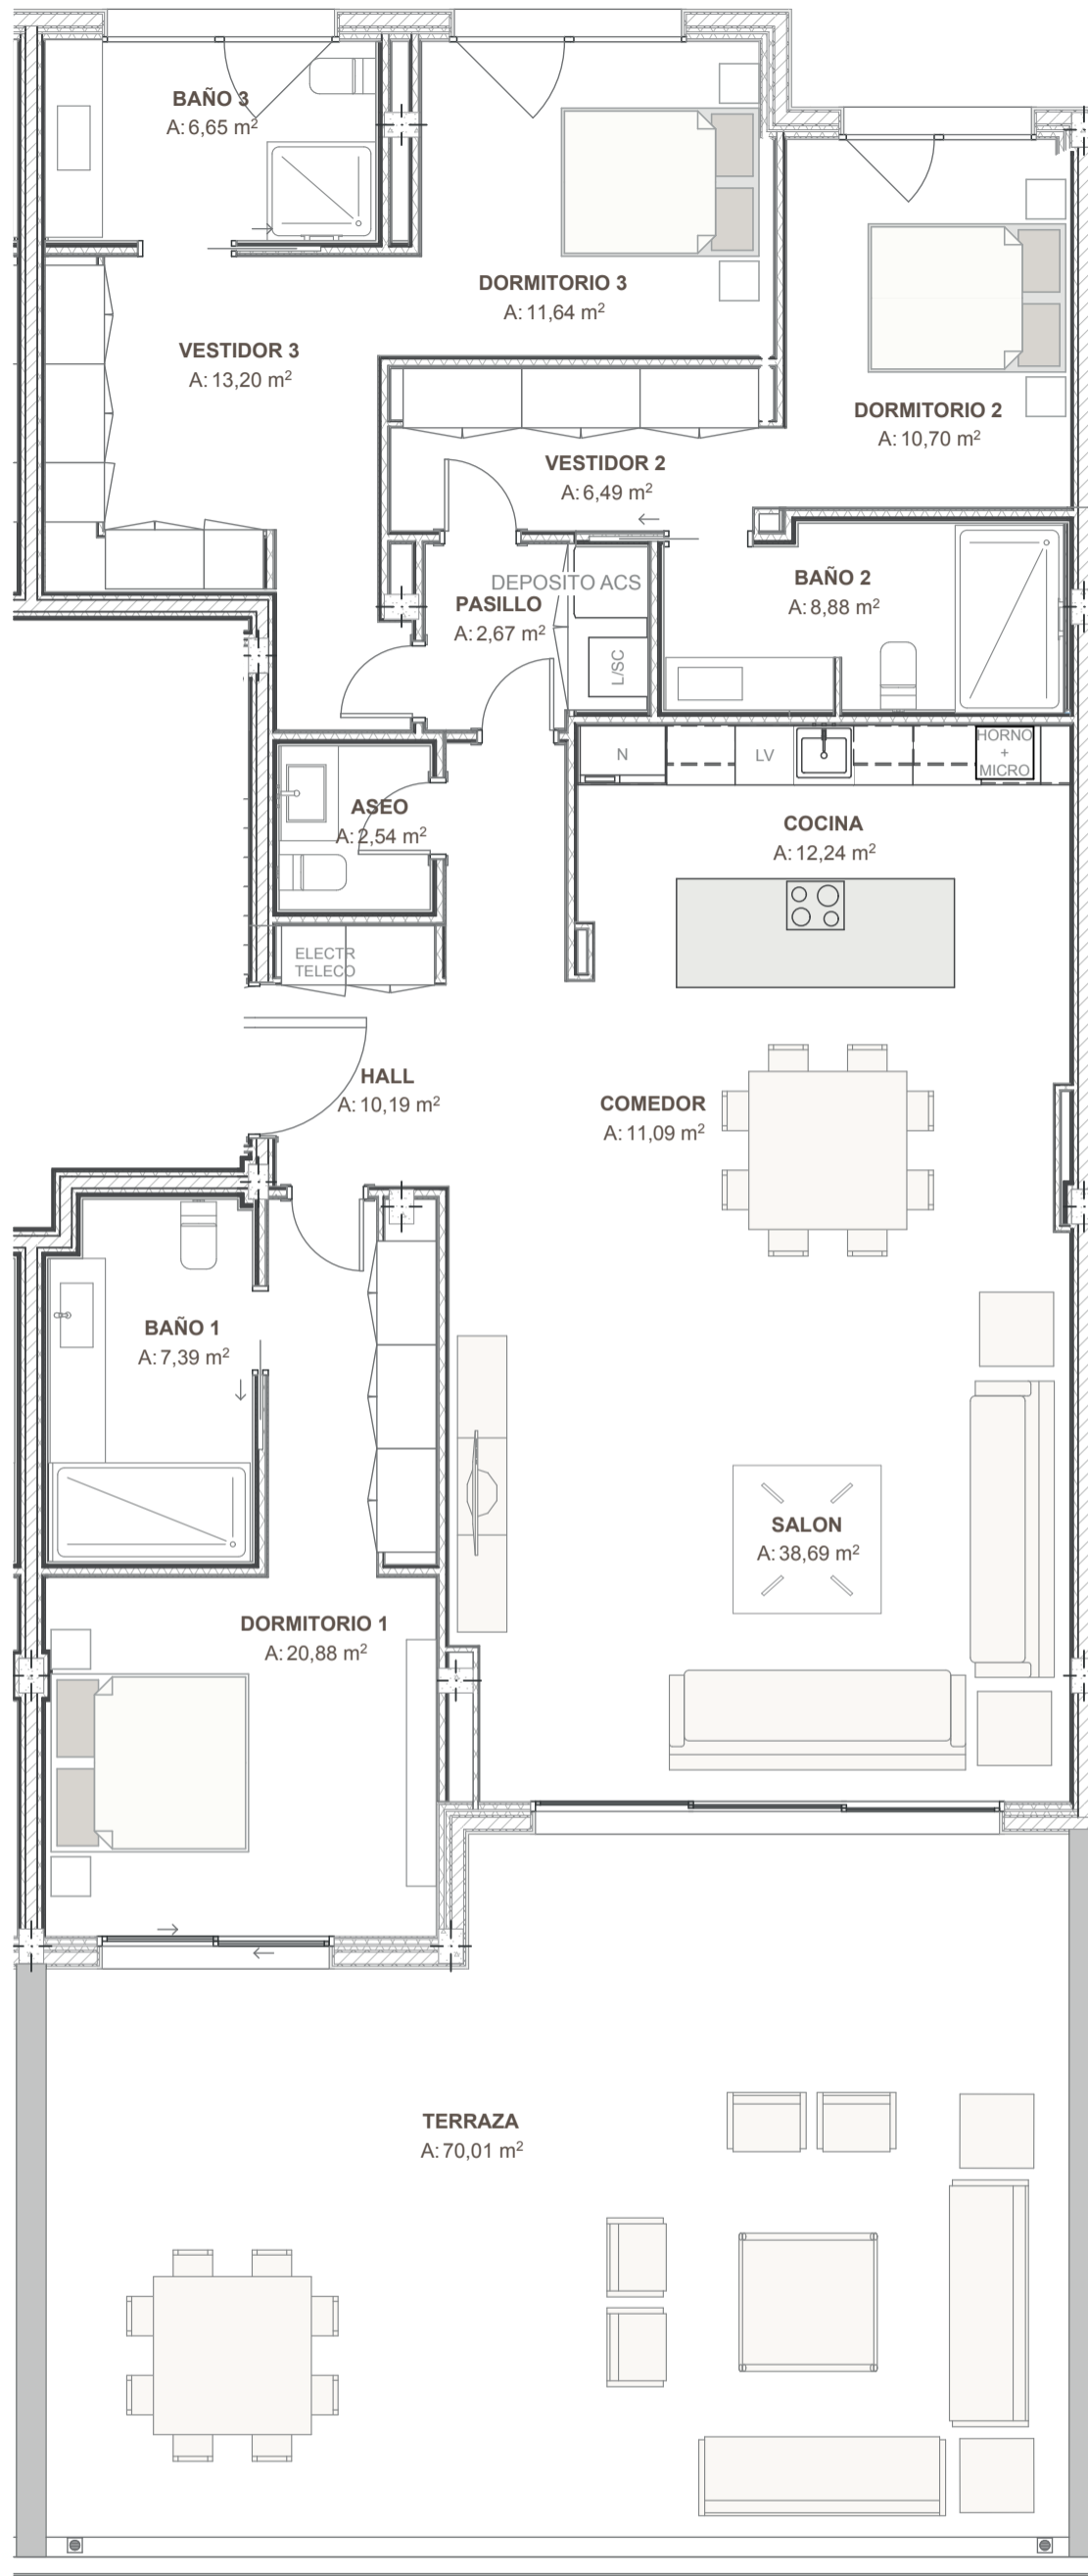 BAÑO 3
A: 6,65 m²
DORMITORIO 3
A: 11,64 m²
VESTIDOR 3
A: 13,20 m²
DORMITORIO 2
A: 10,70 m²
VESTIDOR 2
A: 6,49 m²
DEPOSITO ACS
PASILLO
A: 2,67 m²
L/SC
BAÑO 2
A: 8,88 m²
N
LV
HORNO
+
MICRO
ASEO
A: 2,54 m²
COCINA
A: 12,24 m²
ELECTR
TELECO
HALL
A: 10,19 m²
COMEDOR
A: 11,09 m²
BAÑO 1
A: 7,39 m²
SALON
A: 38,69 m²
DORMITORIO 1
A: 20,88 m²
TERRAZA
A: 70,01 m²